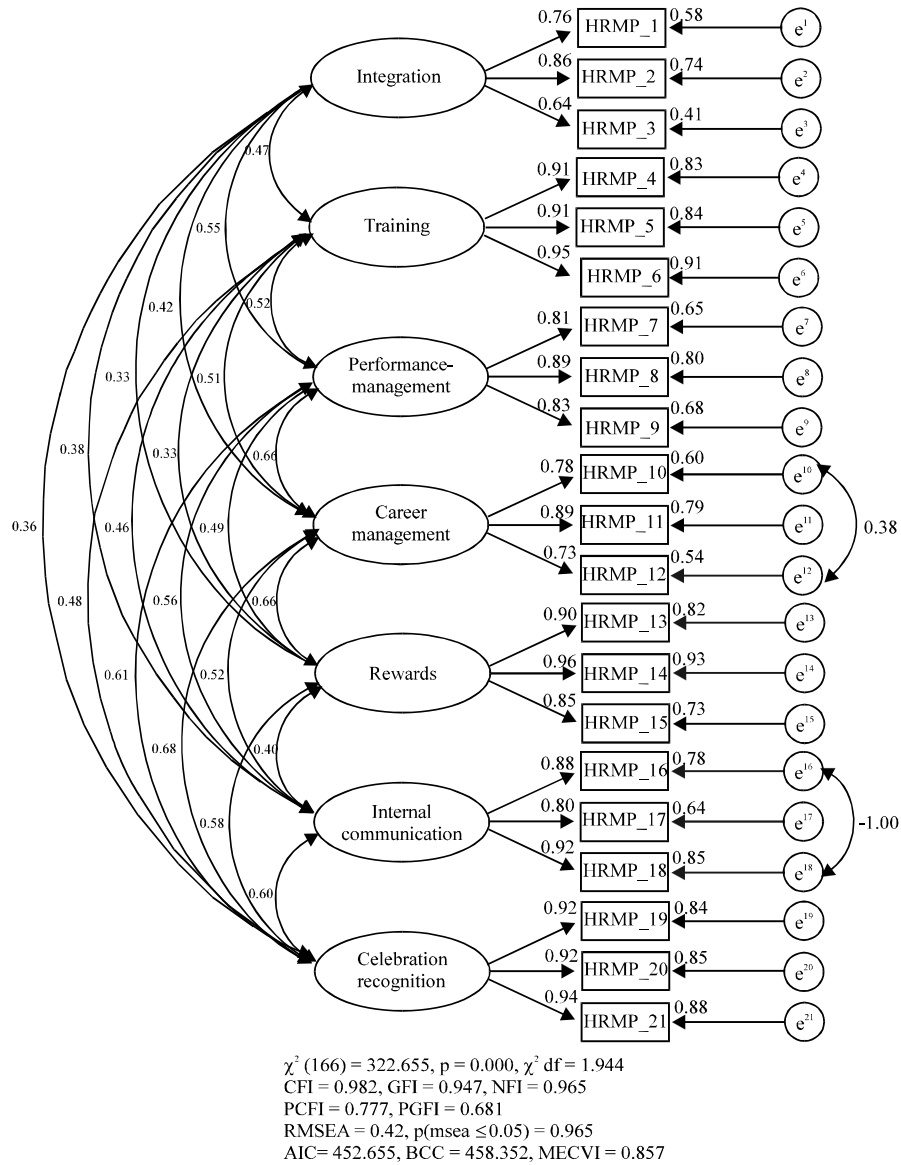 0.76
HRMP_1
0.58
e1
Integration
0.86
HRMP_2
0.74
e2
0.64
HRMP_3
0.41
e3
0.47
0.91
HRMP_4
0.83
e4
Training
0.91
HRMP_5
0.84
e5
0.55
0.95
HRMP_6
0.91
e6
0.42
0.52
0.81
HRMP_7
0.65
e7
Performance-
management
0.89
HRMP_8
0.80
e8
0.33
0.51
0.83
HRMP_9
0.68
e9
0.38
0.33
0.66
0.78
HRMP_10
0.60
e10
Career
management
0.89
HRMP_11
0.79
e11
0.38
0.36
0.46
0.49
0.73
HRMP_12
0.54
e12
0.48
0.56
0.66
0.90
HRMP_13
0.82
e13
Rewards
0.96
HRMP_14
0.93
e14
0.61
0.52
0.85
HRMP_15
0.73
e15
0.68
0.40
0.88
HRMP_16
0.78
e16
Internal
communication
0.80
HRMP_17
0.64
e17
-1.00
0.58
0.92
HRMP_18
0.85
e18
0.60
0.92
HRMP_19
0.84
e19
Celebration
recognition
0.92
HRMP_20
0.85
e20
0.94
HRMP_21
0.88
e21
χ² (166) = 322.655, p = 0.000, χ² df = 1.944
CFI = 0.982, GFI = 0.947, NFI = 0.965
PCFI = 0.777, PGFI = 0.681
RMSEA = 0.42, p(msea ≤0.05) = 0.965
AIC= 452.655, BCC = 458.352, MECVI = 0.857